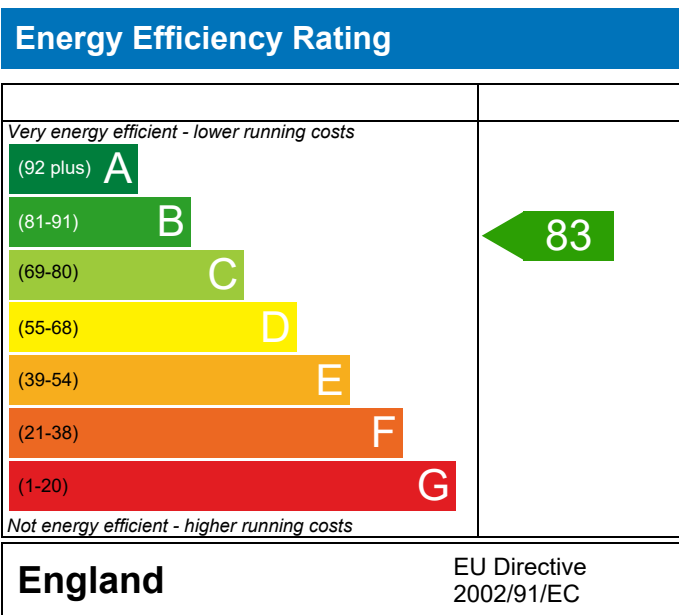 Energy Efficiency Rating
Very energy efficient - lower running costs
(92 plus) A
(81-91) B
83
(69-80) C
(55-68) D
(39-54) E
(21-38) F
(1-20) G
Not energy efficient - higher running costs
England
EU Directive
2002/91/EC